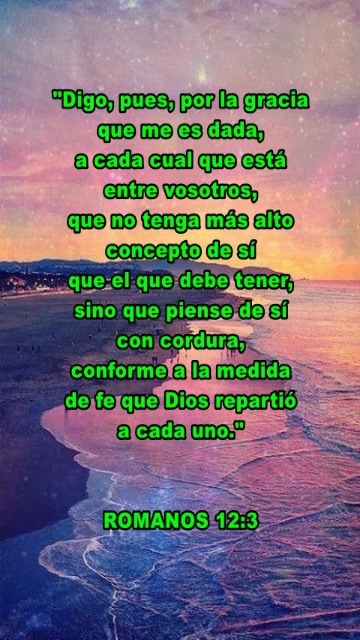 "Digo, pues, por la gracia
que me es dada,
a cada cual que está
entre vosotros,
que no tenga más alto
concepto de sí
que el que debe tener,
sino que piense de sí
con cordura,
conforme a la medida
de fe que Dios repartió
a cada uno."
ROMANOS 12:3